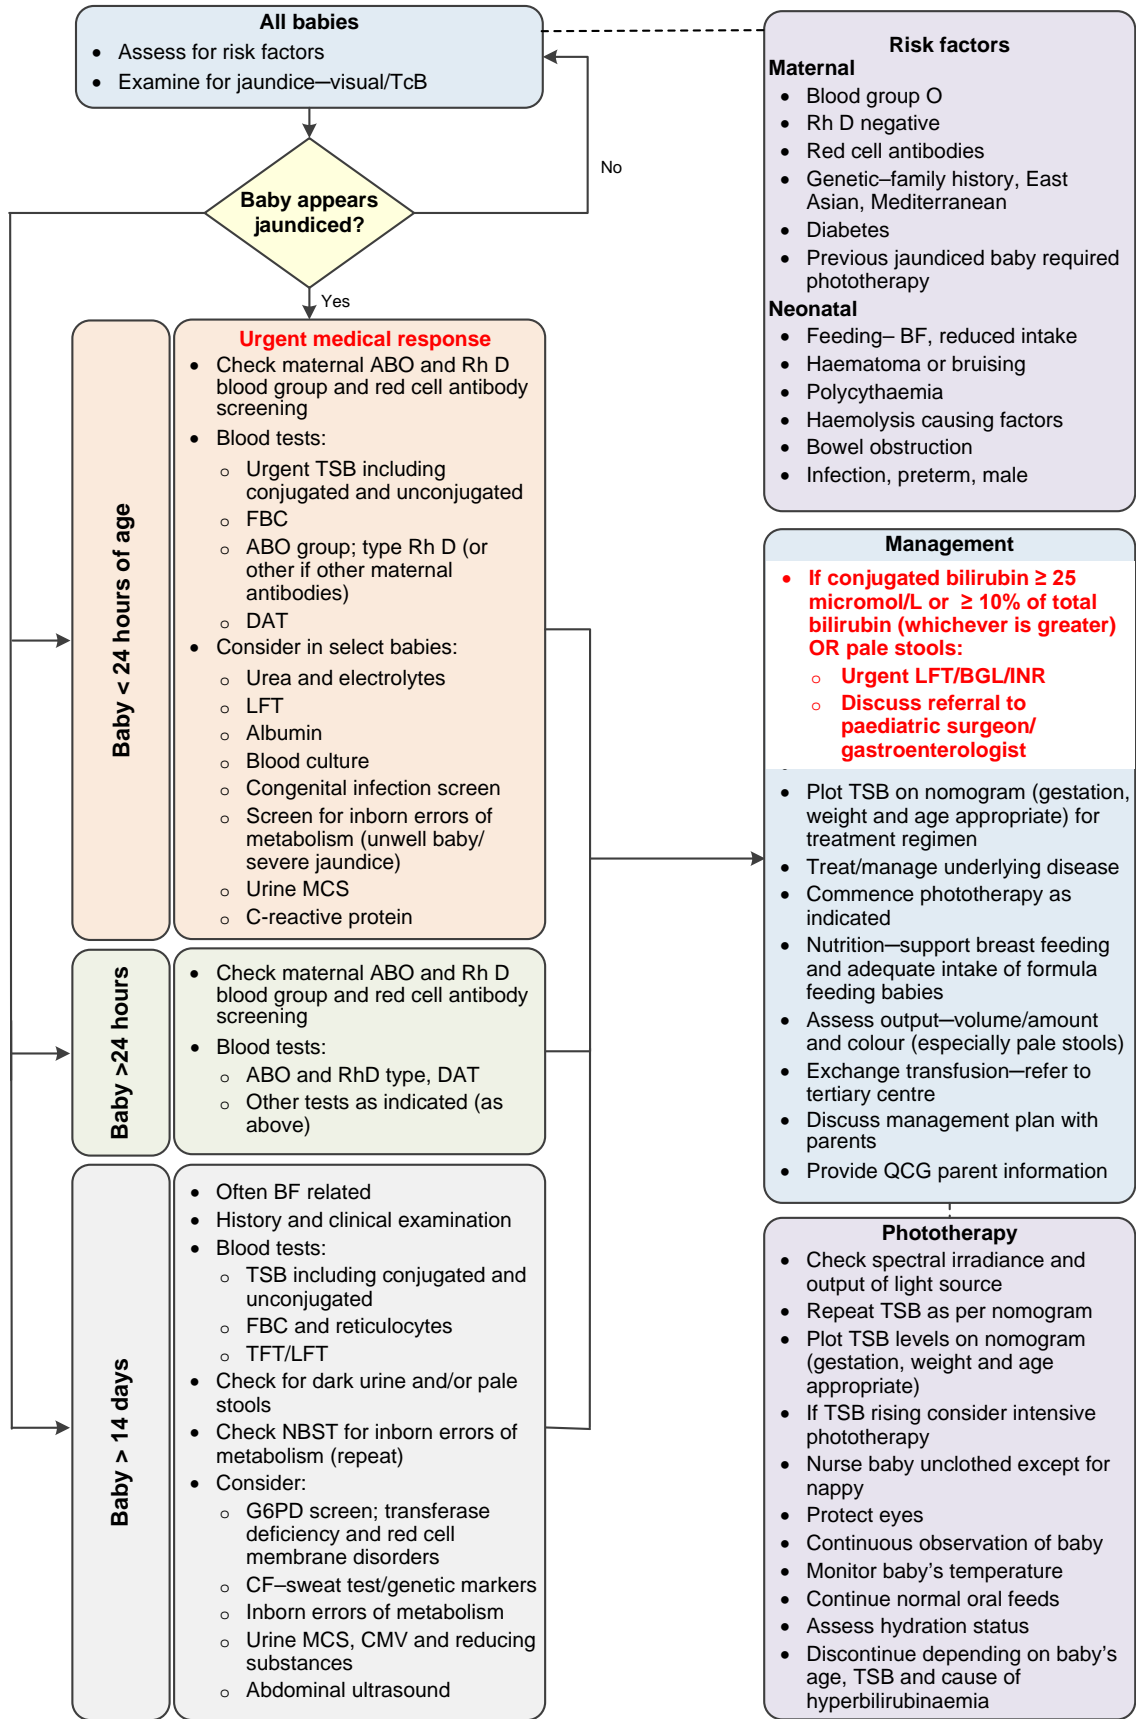 All babies
• Assess for risk factors
• Examine for jaundice—visual/TcB
No
Baby appears
jaundiced?
Yes
Baby < 24 hours of age
Urgent medical response
• Check maternal ABO and Rh D
blood group and red cell antibody
screening
• Blood tests:
o Urgent TSB including
conjugated and unconjugated
o FBC
o ABO group; type Rh D (or
other if other maternal
antibodies)
o DAT
• Consider in select babies:
o Urea and electrolytes
o LFT
o Albumin
o Blood culture
o Congenital infection screen
o Screen for inborn errors of
metabolism (unwell baby/
severe jaundice)
o Urine MCS
o C-reactive protein
Baby >24 hours
• Check maternal ABO and Rh D
blood group and red cell antibody
screening
• Blood tests:
o ABO and RhD type, DAT
o Other tests as indicated (as
above)
Baby > 14 days
• Often BF related
• History and clinical examination
• Blood tests:
o TSB including conjugated and
unconjugated
o FBC and reticulocytes
o TFT/LFT
• Check for dark urine and/or pale
stools
• Check NBST for inborn errors of
metabolism (repeat)
• Consider:
o G6PD screen; transferase
deficiency and red cell
membrane disorders
o CF–sweat test/genetic markers
o Inborn errors of metabolism
o Urine MCS, CMV and reducing
substances
o Abdominal ultrasound
Risk factors
Maternal
• Blood group O
• Rh D negative
• Red cell antibodies
• Genetic–family history, East
Asian, Mediterranean
• Diabetes
• Previous jaundiced baby required
phototherapy
Neonatal
• Feeding– BF, reduced intake
• Haematoma or bruising
• Polycythaemia
• Haemolysis causing factors
• Bowel obstruction
• Infection, preterm, male
Management
• If conjugated bilirubin ≥ 25
micromol/L or ≥ 10% of total
bilirubin (whichever is greater)
OR pale stools:
o Urgent LFT/BGL/INR
o Discuss referral to
paediatric surgeon/
gastroenterologist
• Plot TSB on nomogram (gestation,
weight and age appropriate) for
treatment regimen
• Treat/manage underlying disease
• Commence phototherapy as
indicated
• Nutrition—support breast feeding
and adequate intake of formula
feeding babies
• Assess output—volume/amount
and colour (especially pale stools)
• Exchange transfusion—refer to
tertiary centre
• Discuss management plan with
parents
• Provide QCG parent information
Phototherapy
• Check spectral irradiance and
output of light source
• Repeat TSB as per nomogram
• Plot TSB levels on nomogram
(gestation, weight and age
appropriate)
• If TSB rising consider intensive
phototherapy
• Nurse baby unclothed except for
nappy
• Protect eyes
• Continuous observation of baby
• Monitor baby’s temperature
• Continue normal oral feeds
• Assess hydration status
• Discontinue depending on baby’s
age, TSB and cause of
hyperbilirubinaemia